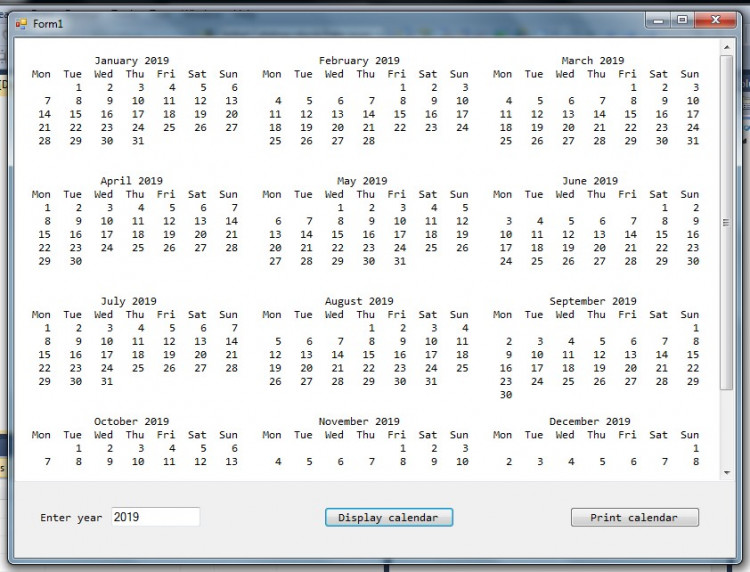 Form1
January 2019 February 2019 March 2019
Mon Tue Wed Thu Fri Sat Sun Mon Tue Wed Thu Fri Sat Sun Mon Tue Wed Thu Fri Sat Sun
1 2 3 4 5 6 1 2 3 1 2 3
7 8 9 10 11 12 13 4 5 6 7 8 9 10 4 5 6 7 8 9 10
14 15 16 17 18 19 20 11 12 13 14 15 16 17 11 12 13 14 15 16 17
21 22 23 24 25 26 27 18 19 20 21 22 23 24 18 19 20 21 22 23 24
28 29 30 31 25 26 27 28 25 26 27 28 29 30 31
April 2019 May 2019 June 2019
Mon Tue Wed Thu Fri Sat Sun Mon Tue Wed Thu Fri Sat Sun Mon Tue Wed Thu Fri Sat Sun
1 2 3 4 5 6 7 1 2 3 4 5 1 2
8 9 10 11 12 13 14 6 7 8 9 10 11 12 3 4 5 6 7 8 9
15 16 17 18 19 20 21 13 14 15 16 17 18 19 10 11 12 13 14 15 16
22 23 24 25 26 27 28 20 21 22 23 24 25 26 17 18 19 20 21 22 23
29 30 27 28 29 30 31 24 25 26 27 28 29 30
July 2019 August 2019 September 2019
Mon Tue Wed Thu Fri Sat Sun Mon Tue Wed Thu Fri Sat Sun Mon Tue Wed Thu Fri Sat Sun
1 2 3 4 5 6 7 1 2 3 4 1
8 9 10 11 12 13 14 5 6 7 8 9 10 11 2 3 4 5 6 7 8
15 16 17 18 19 20 21 12 13 14 15 16 17 18 9 10 11 12 13 14 15
22 23 24 25 26 27 28 19 20 21 22 23 24 25 16 17 18 19 20 21 22
29 30 31 26 27 28 29 30 31 23 24 25 26 27 28 29
30
October 2019 November 2019 December 2019
Mon Tue Wed Thu Fri Sat Sun Mon Tue Wed Thu Fri Sat Sun Mon Tue Wed Thu Fri Sat Sun
1 2 3 4 5 6 1 2 3 1
7 8 9 10 11 12 13 4 5 6 7 8 9 10 2 3 4 5 6 7 8
Enter year 2019 Display calendar Print calendar